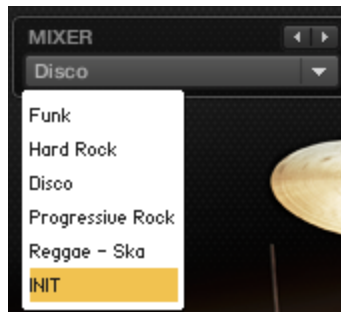 MIXER
Disco
Funk
Hard Rock
Disco
Progressive Rock
Reggae - Ska
INIT